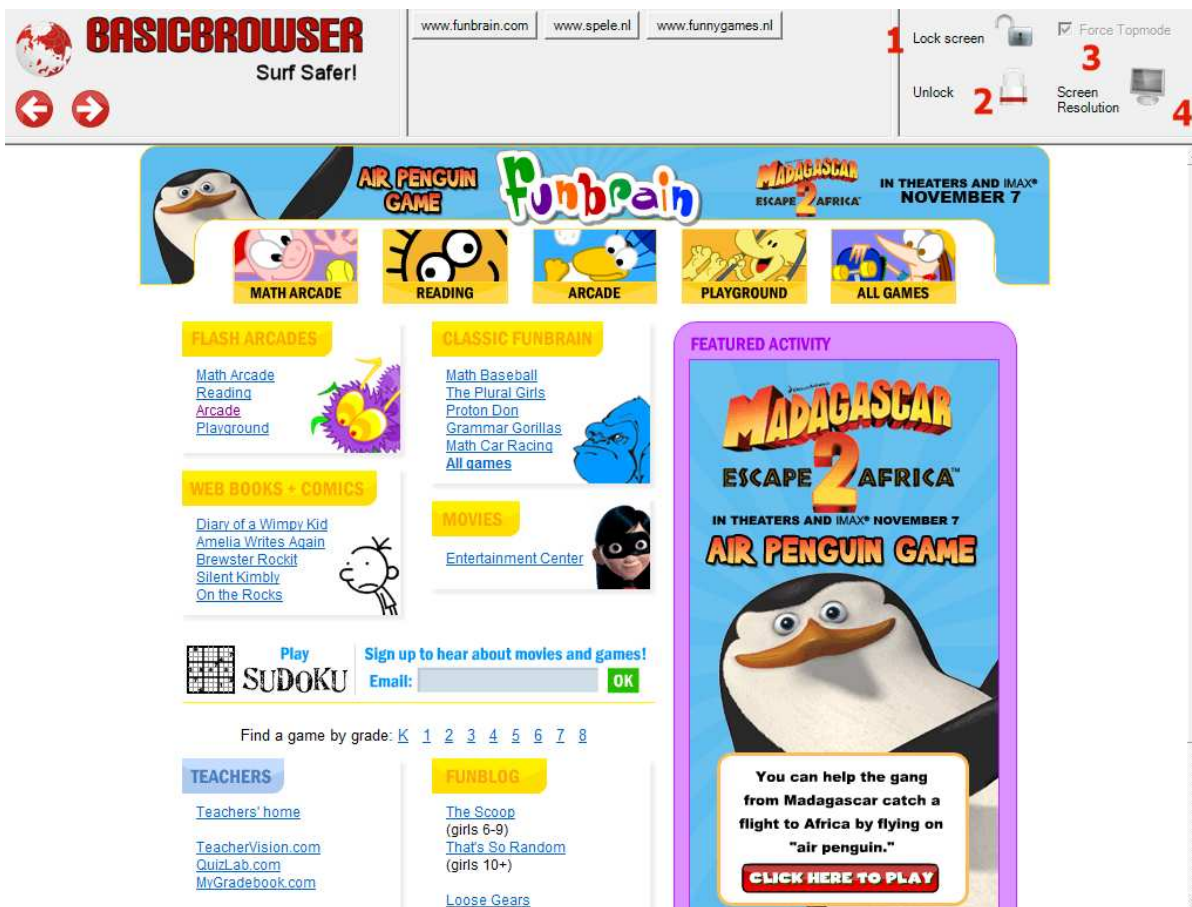 BASICBROWSER
Surf Safer!
www.funbrain.com
www.spele.nl
www.funnygames.nl
1 Lock screen
Force Topmode
3
Unlock 2
Screen
Resolution
4
AIR PENGUIN
GAME
funbrain
MADAGASCAR
ESCAPE 2 AFRICA
IN THEATERS AND IMAX®
NOVEMBER 7
MATH ARCADE
READING
ARCADE
PLAYGROUND
ALL GAMES
FLASH ARCADES
Math Arcade
Reading
Arcade
Playground
WEB BOOKS + COMICS
Diary of a Wimpy Kid
Amelia Writes Again
Brewster Rockit
Silent Kimbly
On the Rocks
CLASSIC FUNBRAIN
Math Baseball
The Plural Girls
Proton Don
Grammar Gorillas
Math Car Racing
All games
MOVIES
Entertainment Center
Play
SUDOKU
Sign up to hear about movies and games!
Email:
OK
Find a game by grade: K 1 2 3 4 5 6 7 8
TEACHERS
Teachers' home
TeacherVision.com
QuizLab.com
MyGradebook.com
FUNBLOG
The Scoop
(girls 6-9)
That's So Random
(girls 10+)
Loose Gears
FEATURED ACTIVITY
MADAGASCAR
ESCAPE 2 AFRICA™
IN THEATERS AND IMAX® NOVEMBER 7
AIR PENGUIN GAME
You can help the gang
from Madagascar catch a
flight to Africa by flying on
"air penguin."
CLICK HERE TO PLAY